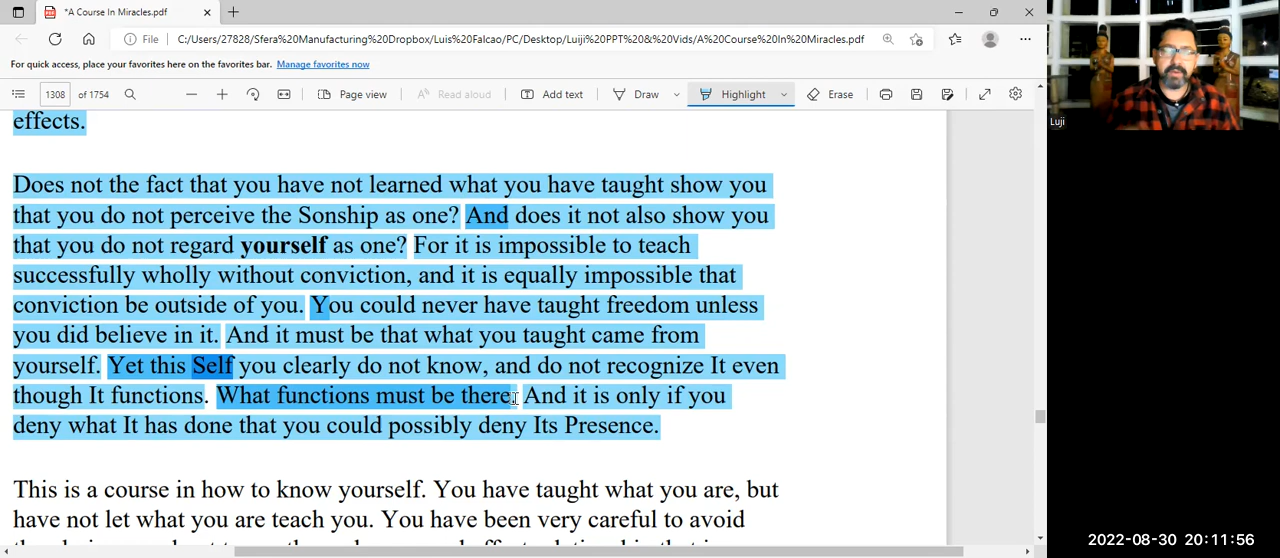 *A Course In Miracles.pdf
File C:/Users/27828/Sfera%20Manufacturing%20Dropbox/Luis%20Falcao/PC/Desktop/Luiji%20PPT%20&%20Vids/A%20Course%20In%20Miracles.pdf
For quick access, place your favorites here on the favorites bar. Manage favorites now
1308 of 1754 Page view Read aloud Add text Draw Highlight Erase
effects.
Does not the fact that you have not learned what you have taught show you
that you do not perceive the Sonship as one? And does it not also show you
that you do not regard yourself as one? For it is impossible to teach
successfully wholly without conviction, and it is equally impossible that
conviction be outside of you. You could never have taught freedom unless
you did believe in it. And it must be that what you taught came from
yourself. Yet this Self you clearly do not know, and do not recognize It even
though It functions. What functions must be there. And it is only if you
deny what It has done that you could possibly deny Its Presence.
This is a course in how to know yourself. You have taught what you are, but
have not let what you are teach you. You have been very careful to avoid
Luji
2022-08-30 20:11:56